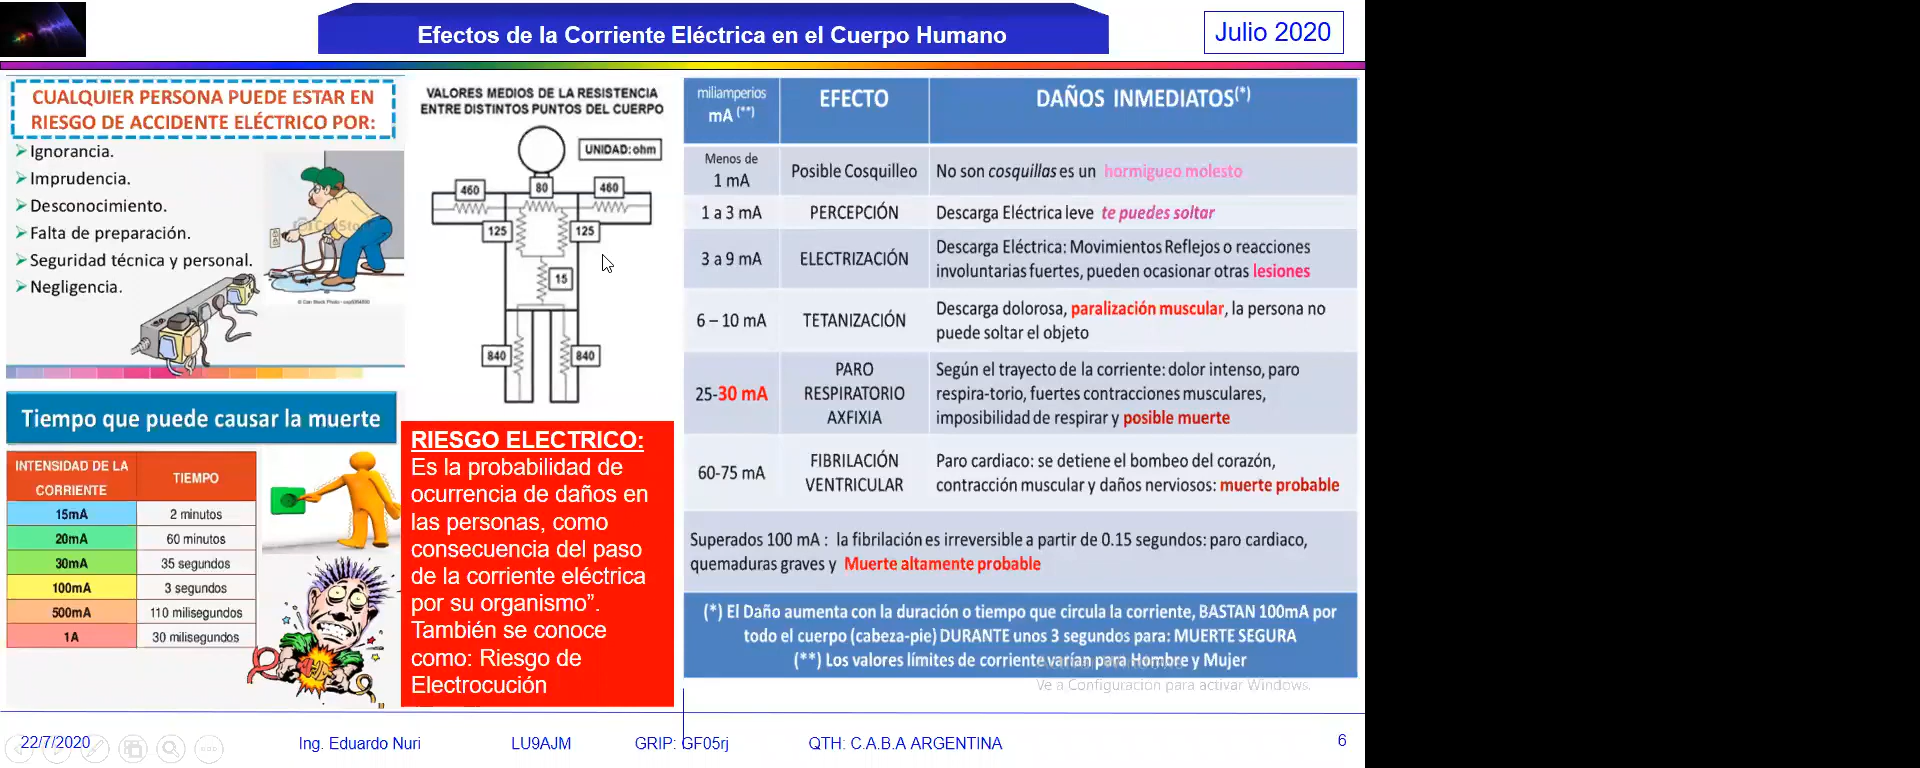 Efectos de la Corriente Eléctrica en el Cuerpo Humano
Julio 2020
CUALQUIER PERSONA PUEDE ESTAR EN
RIESGO DE ACCIDENTE ELÉCTRICO POR:
Ignorancia.
Imprudencia.
Desconocimiento.
Falta de preparación.
Seguridad técnica y personal.
Negligencia.
VALORES MEDIOS DE LA RESISTENCIA
ENTRE DISTINTOS PUNTOS DEL CUERPO
UNIDAD: ohm
460
80
460
125
125
15
840
840
Tiempo que puede causar la muerte
INTENSIDAD DE LA
CORRIENTE
TIEMPO
15mA 2 minutos
20mA 60 minutos
30mA 35 segundos
100mA 3 segundos
500mA 110 milisegundos
1A 30 milisegundos
RIESGO ELECTRICO:
Es la probabilidad de
ocurrencia de daños en
las personas, como
consecuencia del paso
de la corriente eléctrica
por su organismo”.
También se conoce
como: Riesgo de
Electrocución
miliamperios
mA (**)
EFECTO
DAÑOS INMEDIATOS(*)
Menos de
1 mA
Posible Cosquilleo
No son cosquillas es un hormigueo molesto
1 a 3 mA
PERCEPCIÓN
Descarga Eléctrica leve te puedes soltar
3 a 9 mA
ELECTRIZACIÓN
Descarga Eléctrica: Movimientos Reflejos o reacciones
involuntarias fuertes, pueden ocasionar otras lesiones
6 – 10 mA
TETANIZACIÓN
Descarga dolorosa, paralización muscular, la persona no
puede soltar el objeto
25-30 mA
PARO
RESPIRATORIO
AXFIXIA
Según el trayecto de la corriente: dolor intenso, paro
respira-torio, fuertes contracciones musculares,
imposibilidad de respirar y posible muerte
60-75 mA
FIBRILACIÓN
VENTRICULAR
Paro cardiaco: se detiene el bombeo del corazón,
contracción muscular y daños nerviosos: muerte probable
Superados 100 mA : la fibrilación es irreversible a partir de 0.15 segundos: paro cardiaco,
quemaduras graves y Muerte altamente probable
(*) El Daño aumenta con la duración o tiempo que circula la corriente, BASTAN 100mA por
todo el cuerpo (cabeza-pie) DURANTE unos 3 segundos para: MUERTE SEGURA
(**) Los valores límites de corriente varían para Hombre y Mujer
Ve a Configuración para activar Windows.
22/7/2020
Ing. Eduardo Nuri
LU9AJM
GRIP: GF05rj
QTH: C.A.B.A ARGENTINA
6